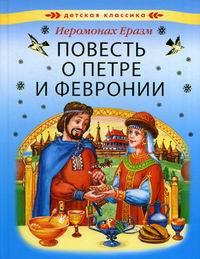 детская классика
Иеромонах Еразм
ПОВЕСТЬ
О ПЕТРЕ
И ФЕВРОНИИ